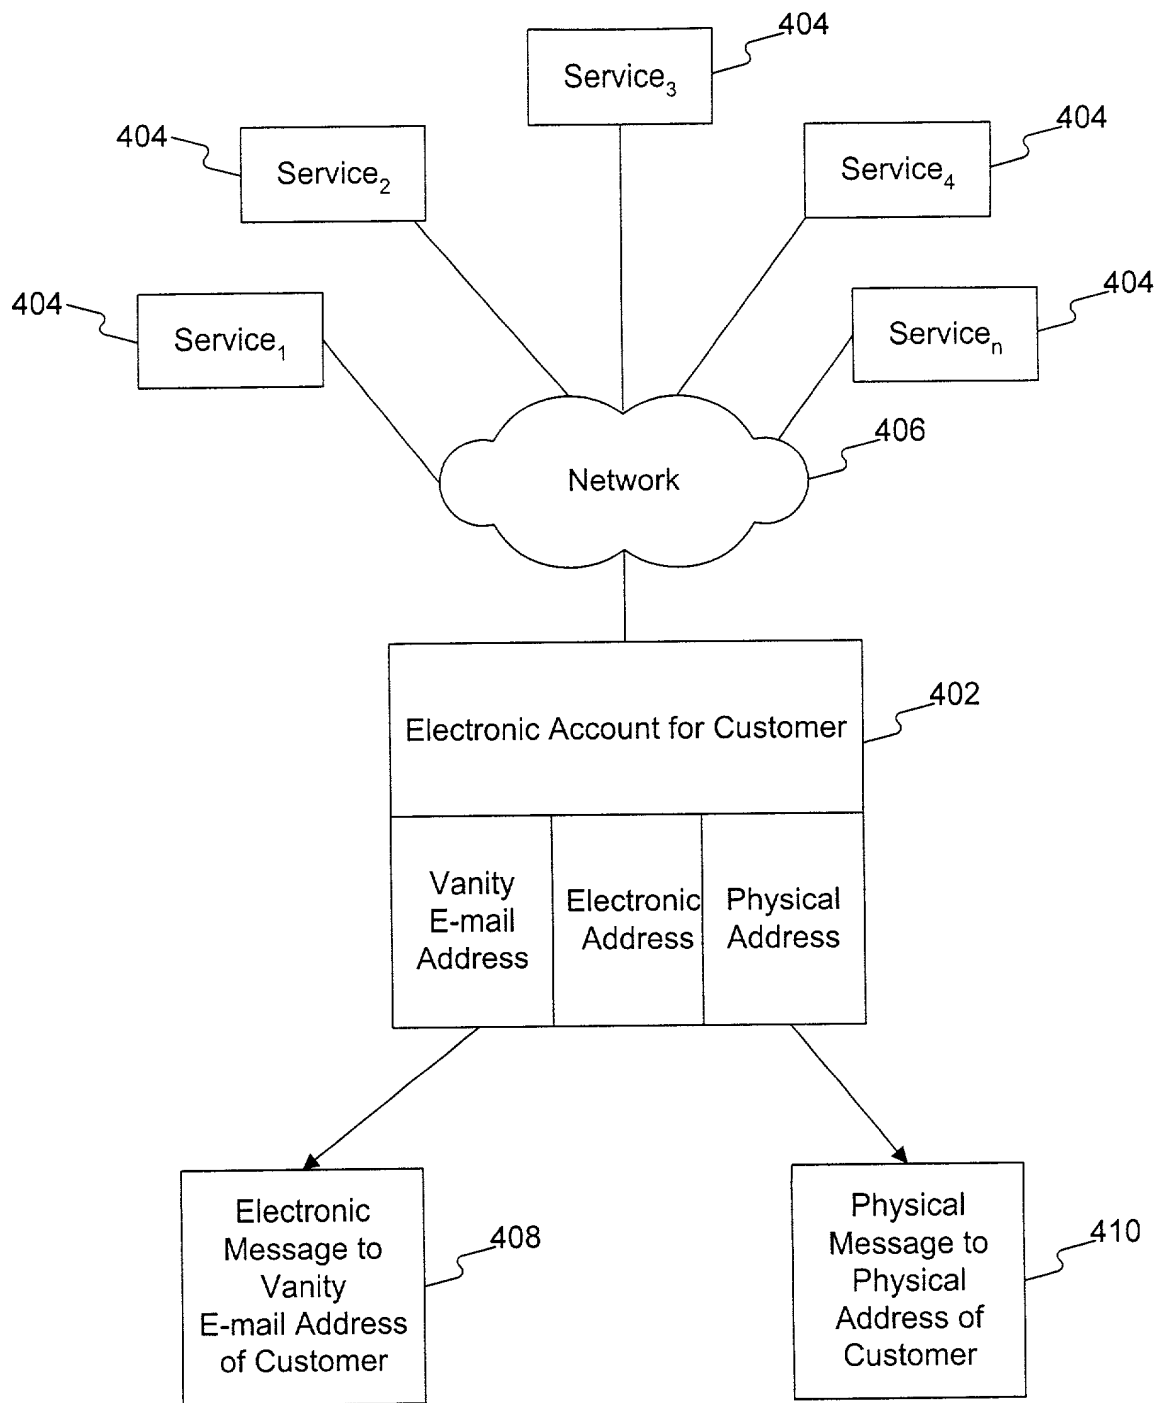 404
Service3
404
Service2
404
Service4
404
Service1
404
Servicen
406
Network
402
Electronic Account for Customer
Vanity
E-mail
Address
Electronic
Address
Physical
Address
Electronic
Message to
Vanity
E-mail Address
of Customer
408
Physical
Message to
Physical
Address of
Customer
410